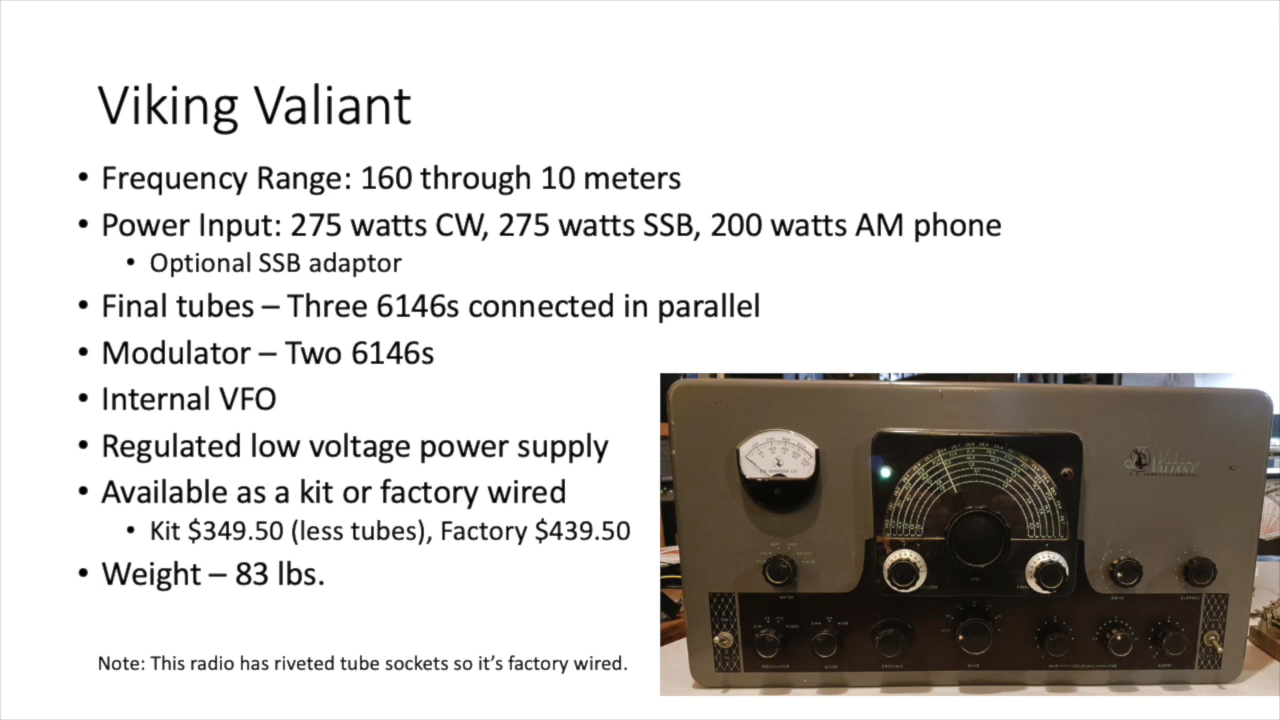 Viking Valiant
• Frequency Range: 160 through 10 meters
• Power Input: 275 watts CW, 275 watts SSB, 200 watts AM phone
• Optional SSB adaptor
• Final tubes – Three 6146s connected in parallel
• Modulator – Two 6146s
• Internal VFO
• Regulated low voltage power supply
• Available as a kit or factory wired
• Kit $349.50 (less tubes), Factory $439.50
• Weight – 83 lbs.
Note: This radio has riveted tube sockets so it’s factory wired.
VALIANT